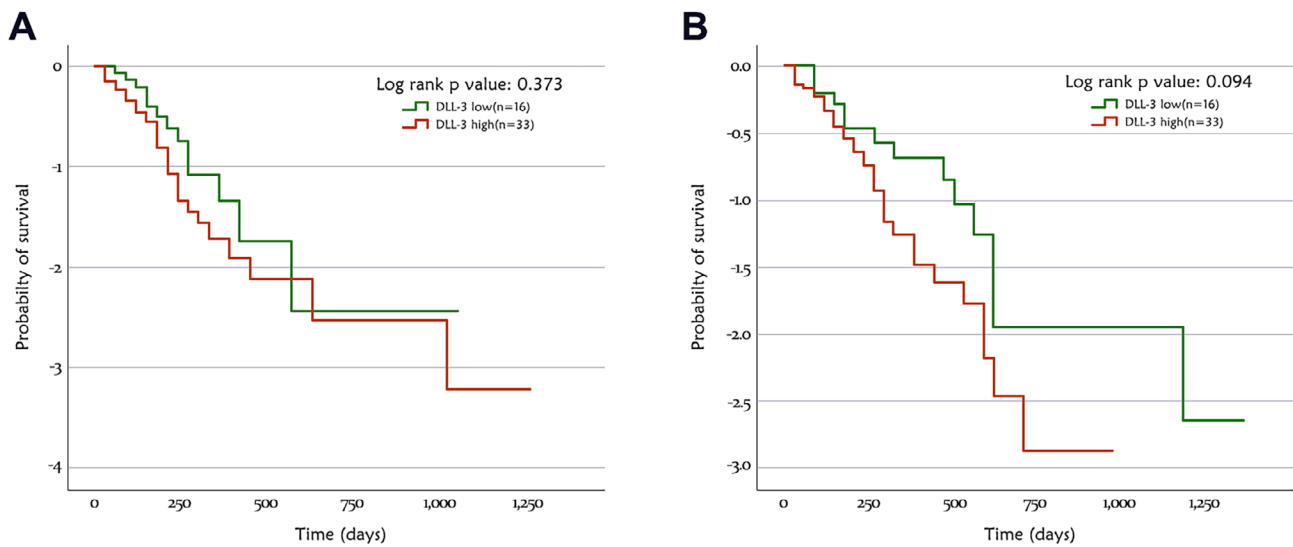 A
Log rank p value: 0.373
DLL-3 low(n=16)
DLL-3 high(n=33)
Probabilty of survival
0
-1
-2
-3
-4
0 250 500 750 1,000 1,250
Time (days)
B
Log rank p value: 0.094
DLL-3 low(n=16)
DLL-3 high(n=33)
Probabilty of survival
0.0
-0.5
-1.0
-1.5
-2.0
-2.5
-3.0
0 250 500 750 1,000 1,250
Time (days)